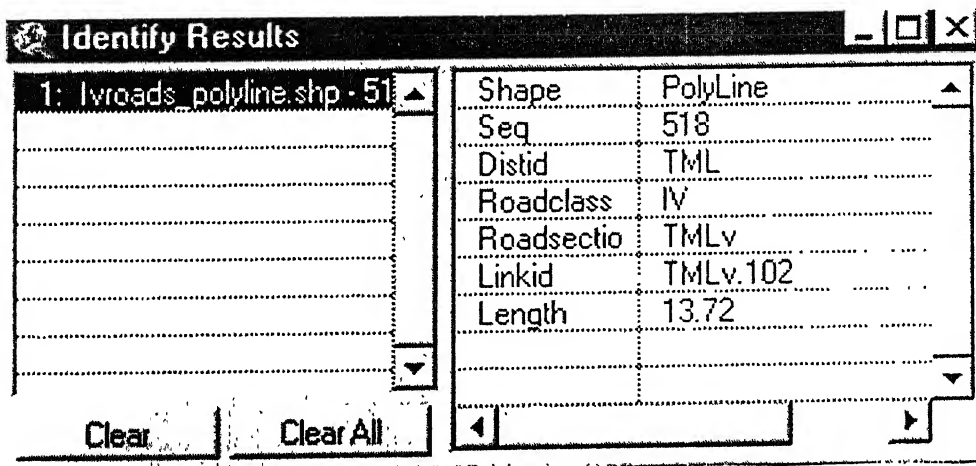 Identify Results
1: lvroads_polyline.shp - 51
Shape PolyLine
Seq 518
Distid TML
Roadclass IV
Roadsectio TMLv
Linkid TMLv.102
Length 13.72
Clear Clear All